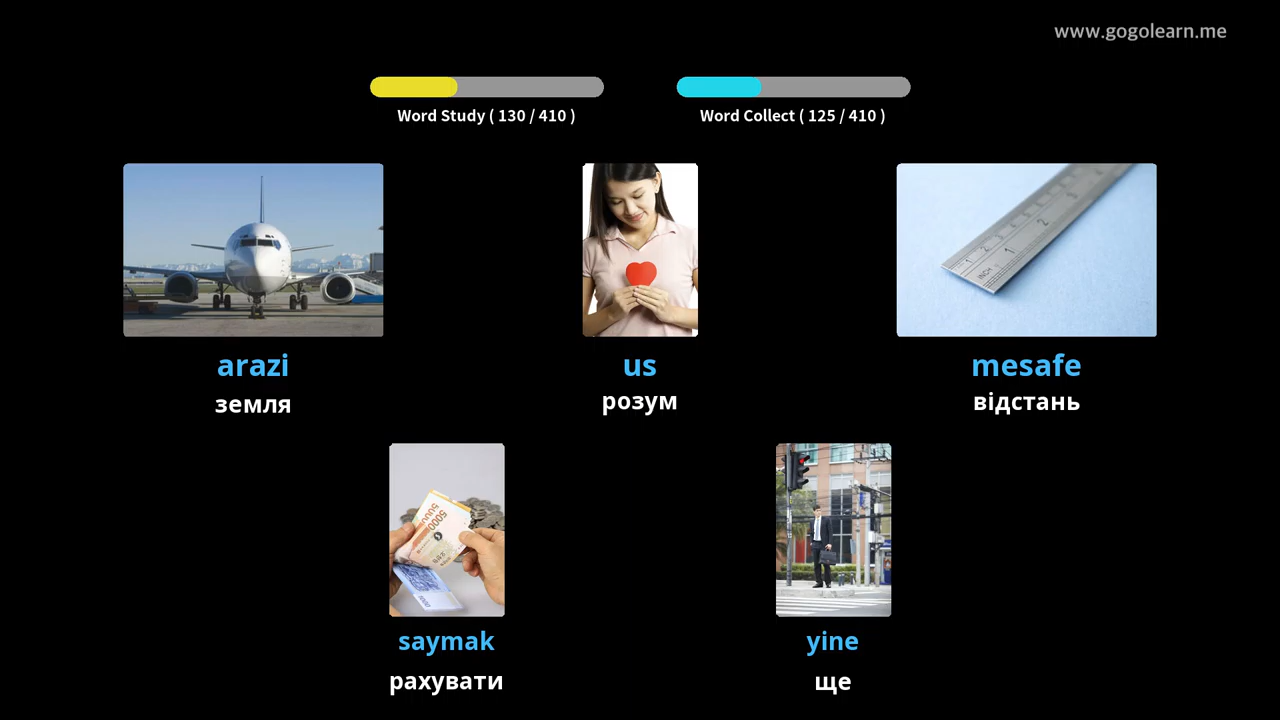 www.gogolearn.me
Word Study ( 130 / 410 )
Word Collect ( 125 / 410 )
arazi
земля
us
розум
mesafe
відстань
saymak
рахувати
yine
ще